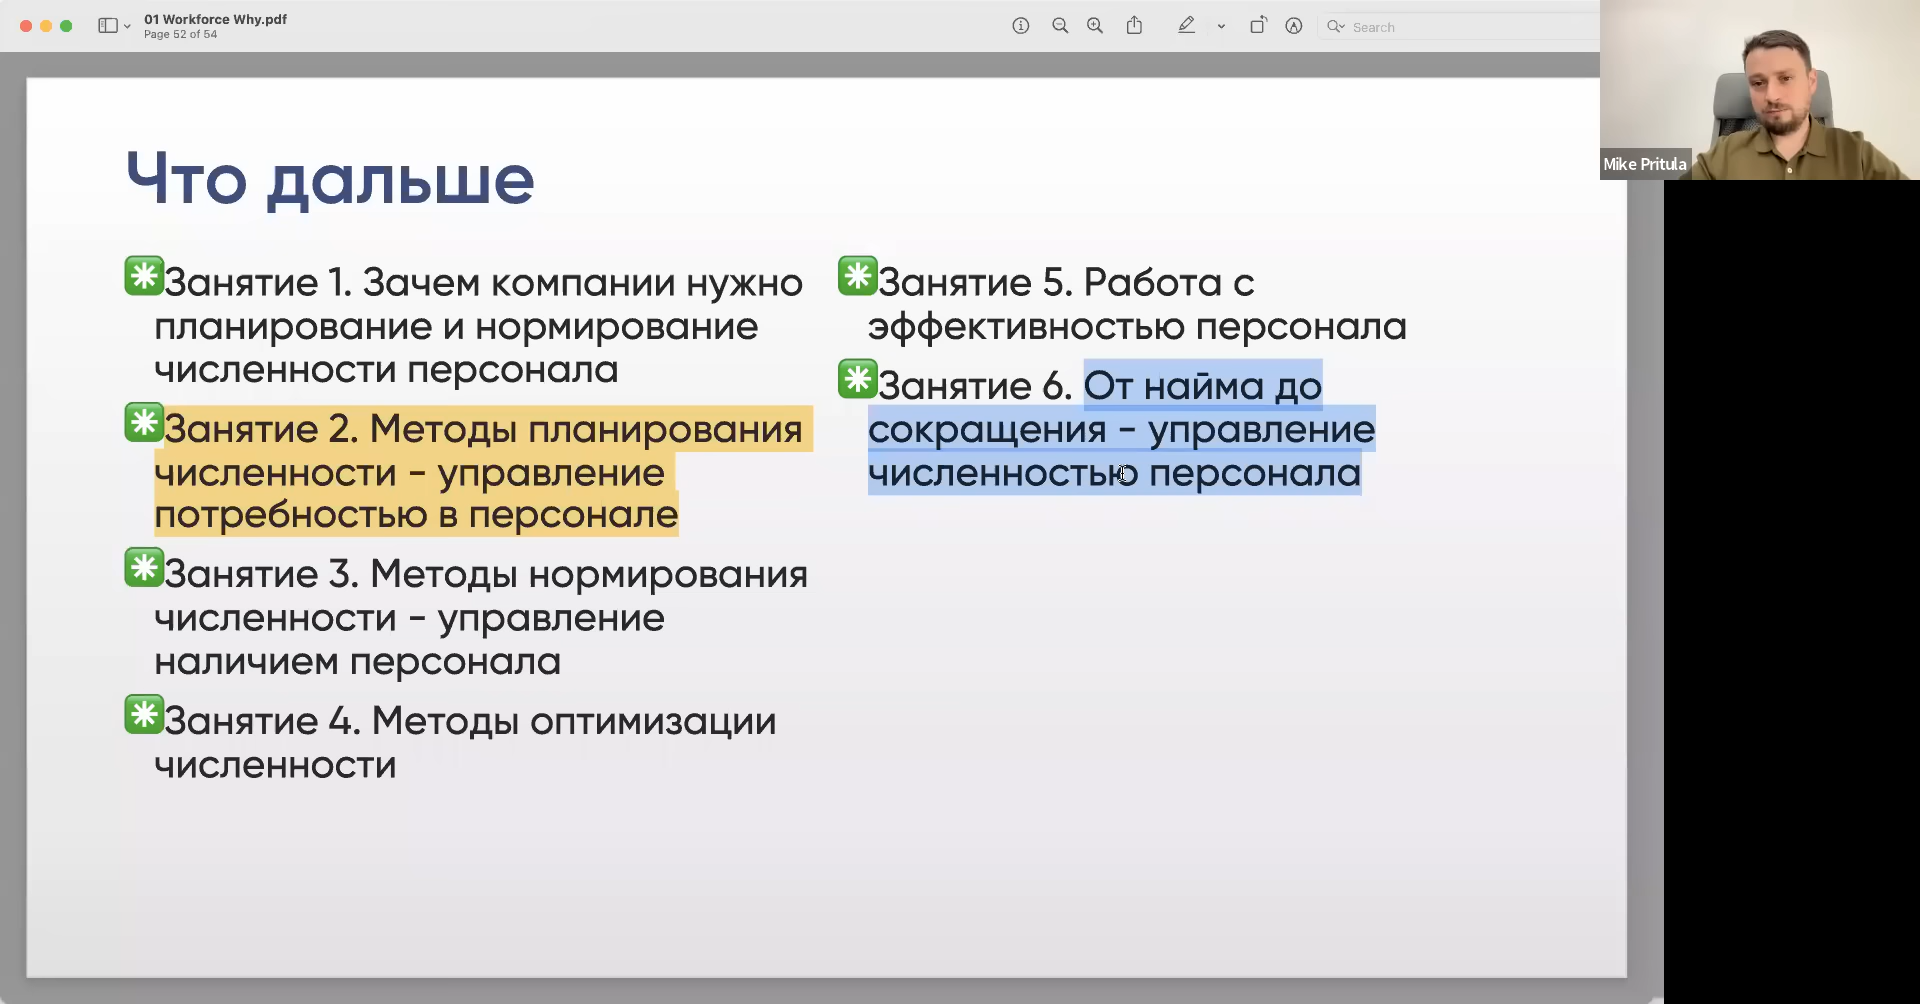 01 Workforce Why.pdf
Page 52 of 54
Search
Mike Pritula
Что дальше
Занятие 1. Зачем компании нужно
планирование и нормирование
численности персонала
Занятие 2. Методы планирования
численности - управление
потребностью в персонале
Занятие 3. Методы нормирования
численности - управление
наличием персонала
Занятие 4. Методы оптимизации
численности
Занятие 5. Работа с
эффективностью персонала
Занятие 6. От найма до
сокращения - управление
численностью персонала